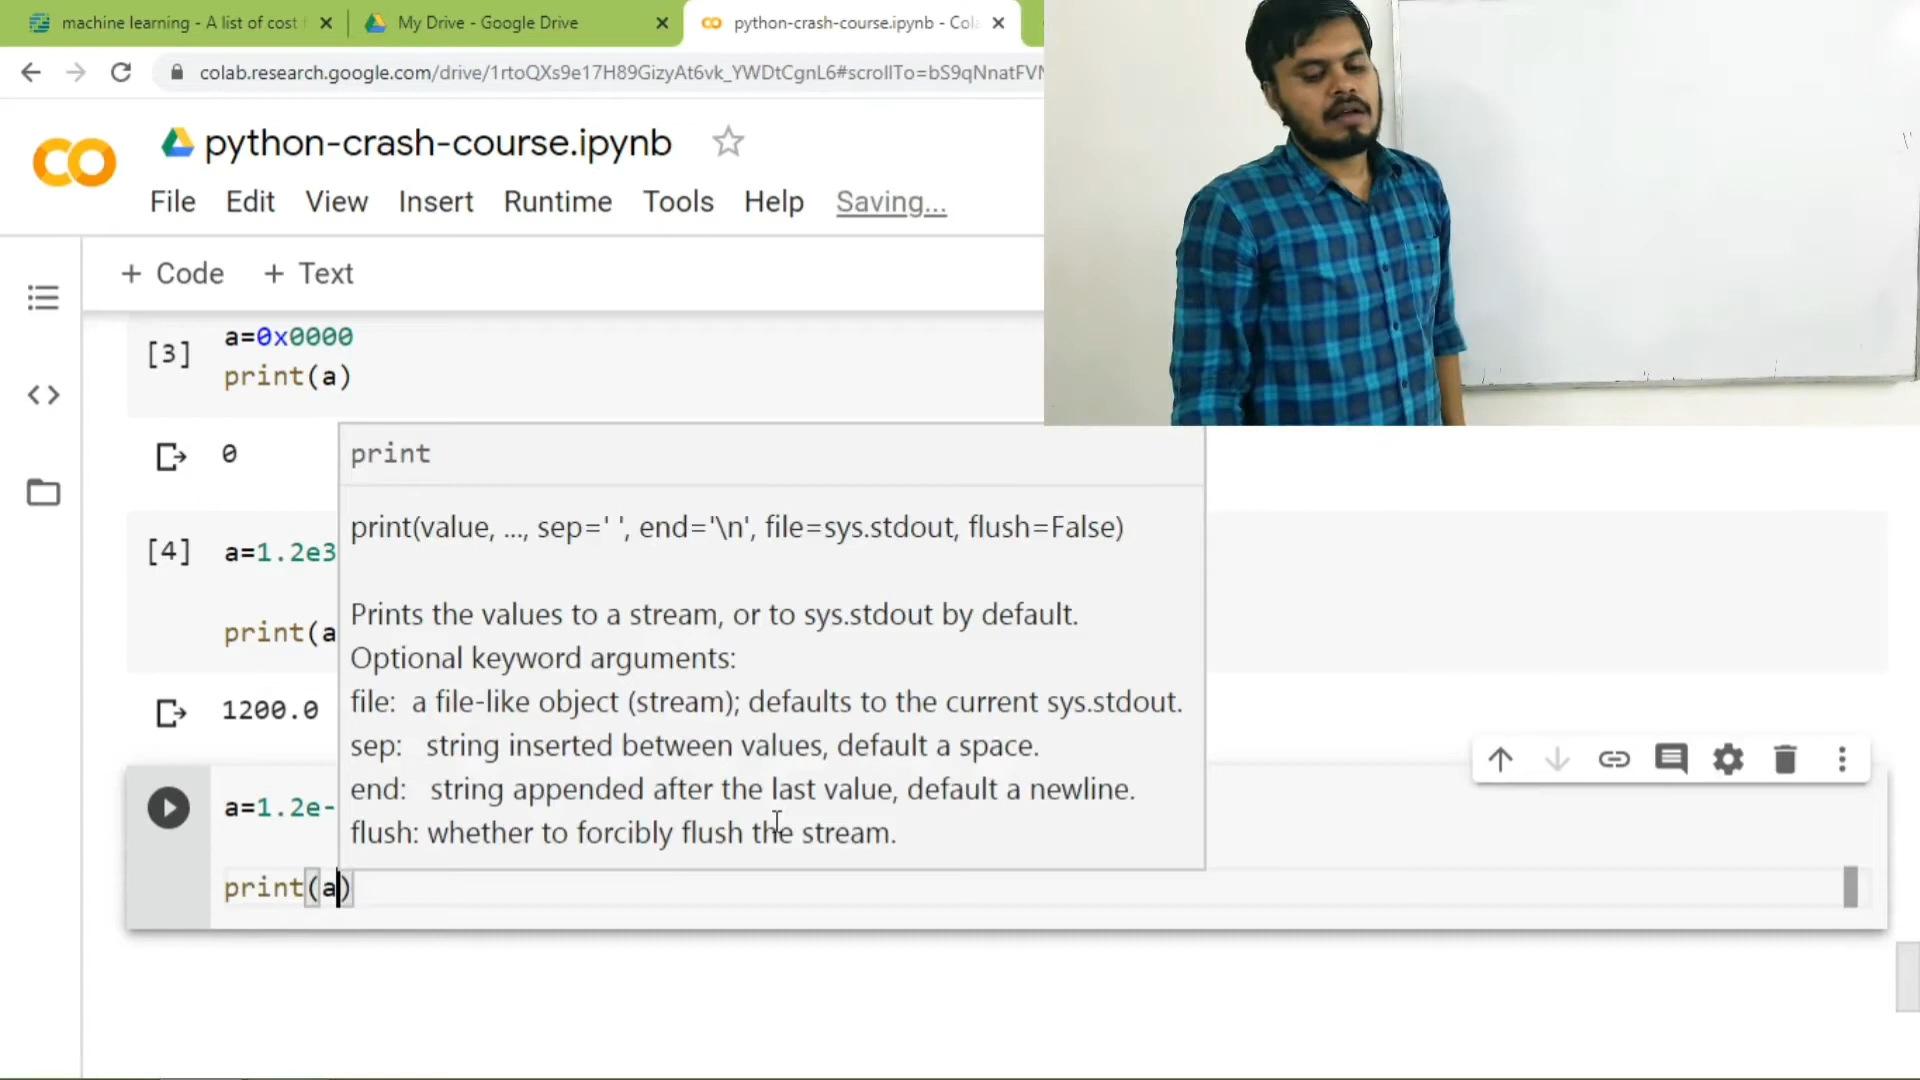 machine learning - A list of cost
My Drive - Google Drive
python-crash-course.ipynb - Cola
colab.research.google.com/drive/1rtoQXs9e17H89GizyAt6vk_YWDtCgnL6#scrollTo=bS9qNnatFVN
CO
python-crash-course.ipynb
File Edit View Insert Runtime Tools Help Saving...
+ Code + Text
[3] a=0x0000
print(a)
0
print
print(value, ..., sep=' ', end='\n', file=sys.stdout, flush=False)
[4] a=1.2e3
Prints the values to a stream, or to sys.stdout by default.
print(a
Optional keyword arguments:
file: a file-like object (stream); defaults to the current sys.stdout.
1200.0
sep: string inserted between values, default a space.
end: string appended after the last value, default a newline.
a=1.2e-
flush: whether to forcibly flush the stream.
print(a)